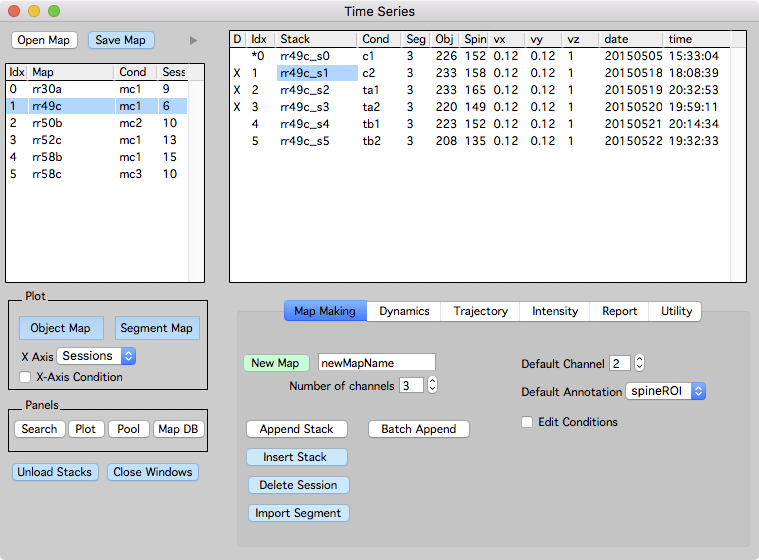 Time Series
Open Map Save Map
Idx Map Cond Sess
0 rr30a mc1 9
1 rr49c mc1 6
2 rr50b mc2 10
3 rr52c mc1 13
4 rr58b mc1 15
5 rr58c mc3 10
D Idx Stack Cond Seg Obj Spin vx vy vz date time
*0 rr49c_s0 c1 3 226 152 0.12 0.12 1 20150505 15:33:04
X 1 rr49c_s1 c2 3 233 158 0.12 0.12 1 20150518 18:08:39
X 2 rr49c_s2 ta1 3 233 165 0.12 0.12 1 20150519 20:32:53
X 3 rr49c_s3 ta2 3 220 149 0.12 0.12 1 20150520 19:59:11
4 rr49c_s4 tb1 3 223 152 0.12 0.12 1 20150521 20:14:34
5 rr49c_s5 tb2 3 208 135 0.12 0.12 1 20150522 19:32:33
Plot
Object Map Segment Map
X Axis Sessions
X-Axis Condition
Panels
Search Plot Pool Map DB
Unload Stacks Close Windows
Map Making Dynamics Trajectory Intensity Report Utility
New Map newMapName
Number of channels 3
Default Channel 2
Default Annotation spineROI
Edit Conditions
Append Stack Batch Append
Insert Stack
Delete Session
Import Segment